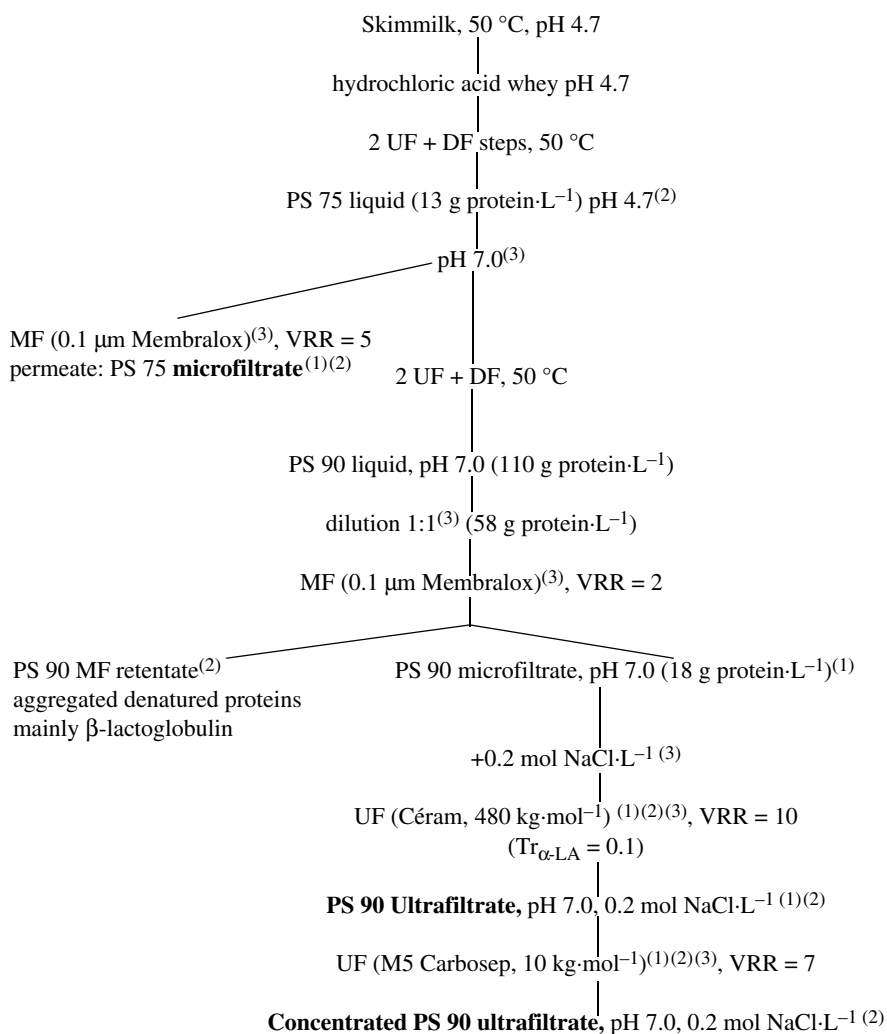 Skimmilk, 50 °C, pH 4.7
hydrochloric acid whey pH 4.7
2 UF + DF steps, 50 °C
PS 75 liquid (13 g protein·L⁻¹) pH 4.7⁽²⁾
pH 7.0⁽³⁾
MF (0.1 μm Membralox)⁽³⁾, VRR = 5
permeate: PS 75 microfiltrate⁽¹⁾⁽²⁾
2 UF + DF, 50 °C
PS 90 liquid, pH 7.0 (110 g protein·L⁻¹)
dilution 1:1⁽³⁾ (58 g protein·L⁻¹)
MF (0.1 μm Membralox)⁽³⁾, VRR = 2
PS 90 MF retentate⁽²⁾
aggregated denatured proteins
mainly β-lactoglobulin
PS 90 microfiltrate, pH 7.0 (18 g protein·L⁻¹)⁽¹⁾
+0.2 mol NaCl·L⁻¹ ⁽³⁾
UF (Céram, 480 kg·mol⁻¹) ⁽¹⁾⁽²⁾⁽³⁾, VRR = 10
(Trα-LA = 0.1)
PS 90 Ultrafiltrate, pH 7.0, 0.2 mol NaCl·L⁻¹ ⁽¹⁾⁽²⁾
UF (M5 Carbosep, 10 kg·mol⁻¹)⁽¹⁾⁽²⁾⁽³⁾, VRR = 7
Concentrated PS 90 ultrafiltrate, pH 7.0, 0.2 mol NaCl·L⁻¹ ⁽²⁾